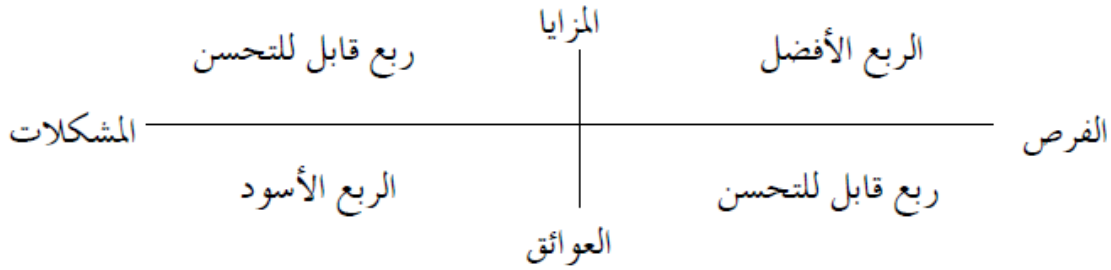 المزايا
الربع الأفضل
ربع قابل للتحسن
الفرص
المشكلات
ربع قابل للتحسن
الربع الأسود
العوائق